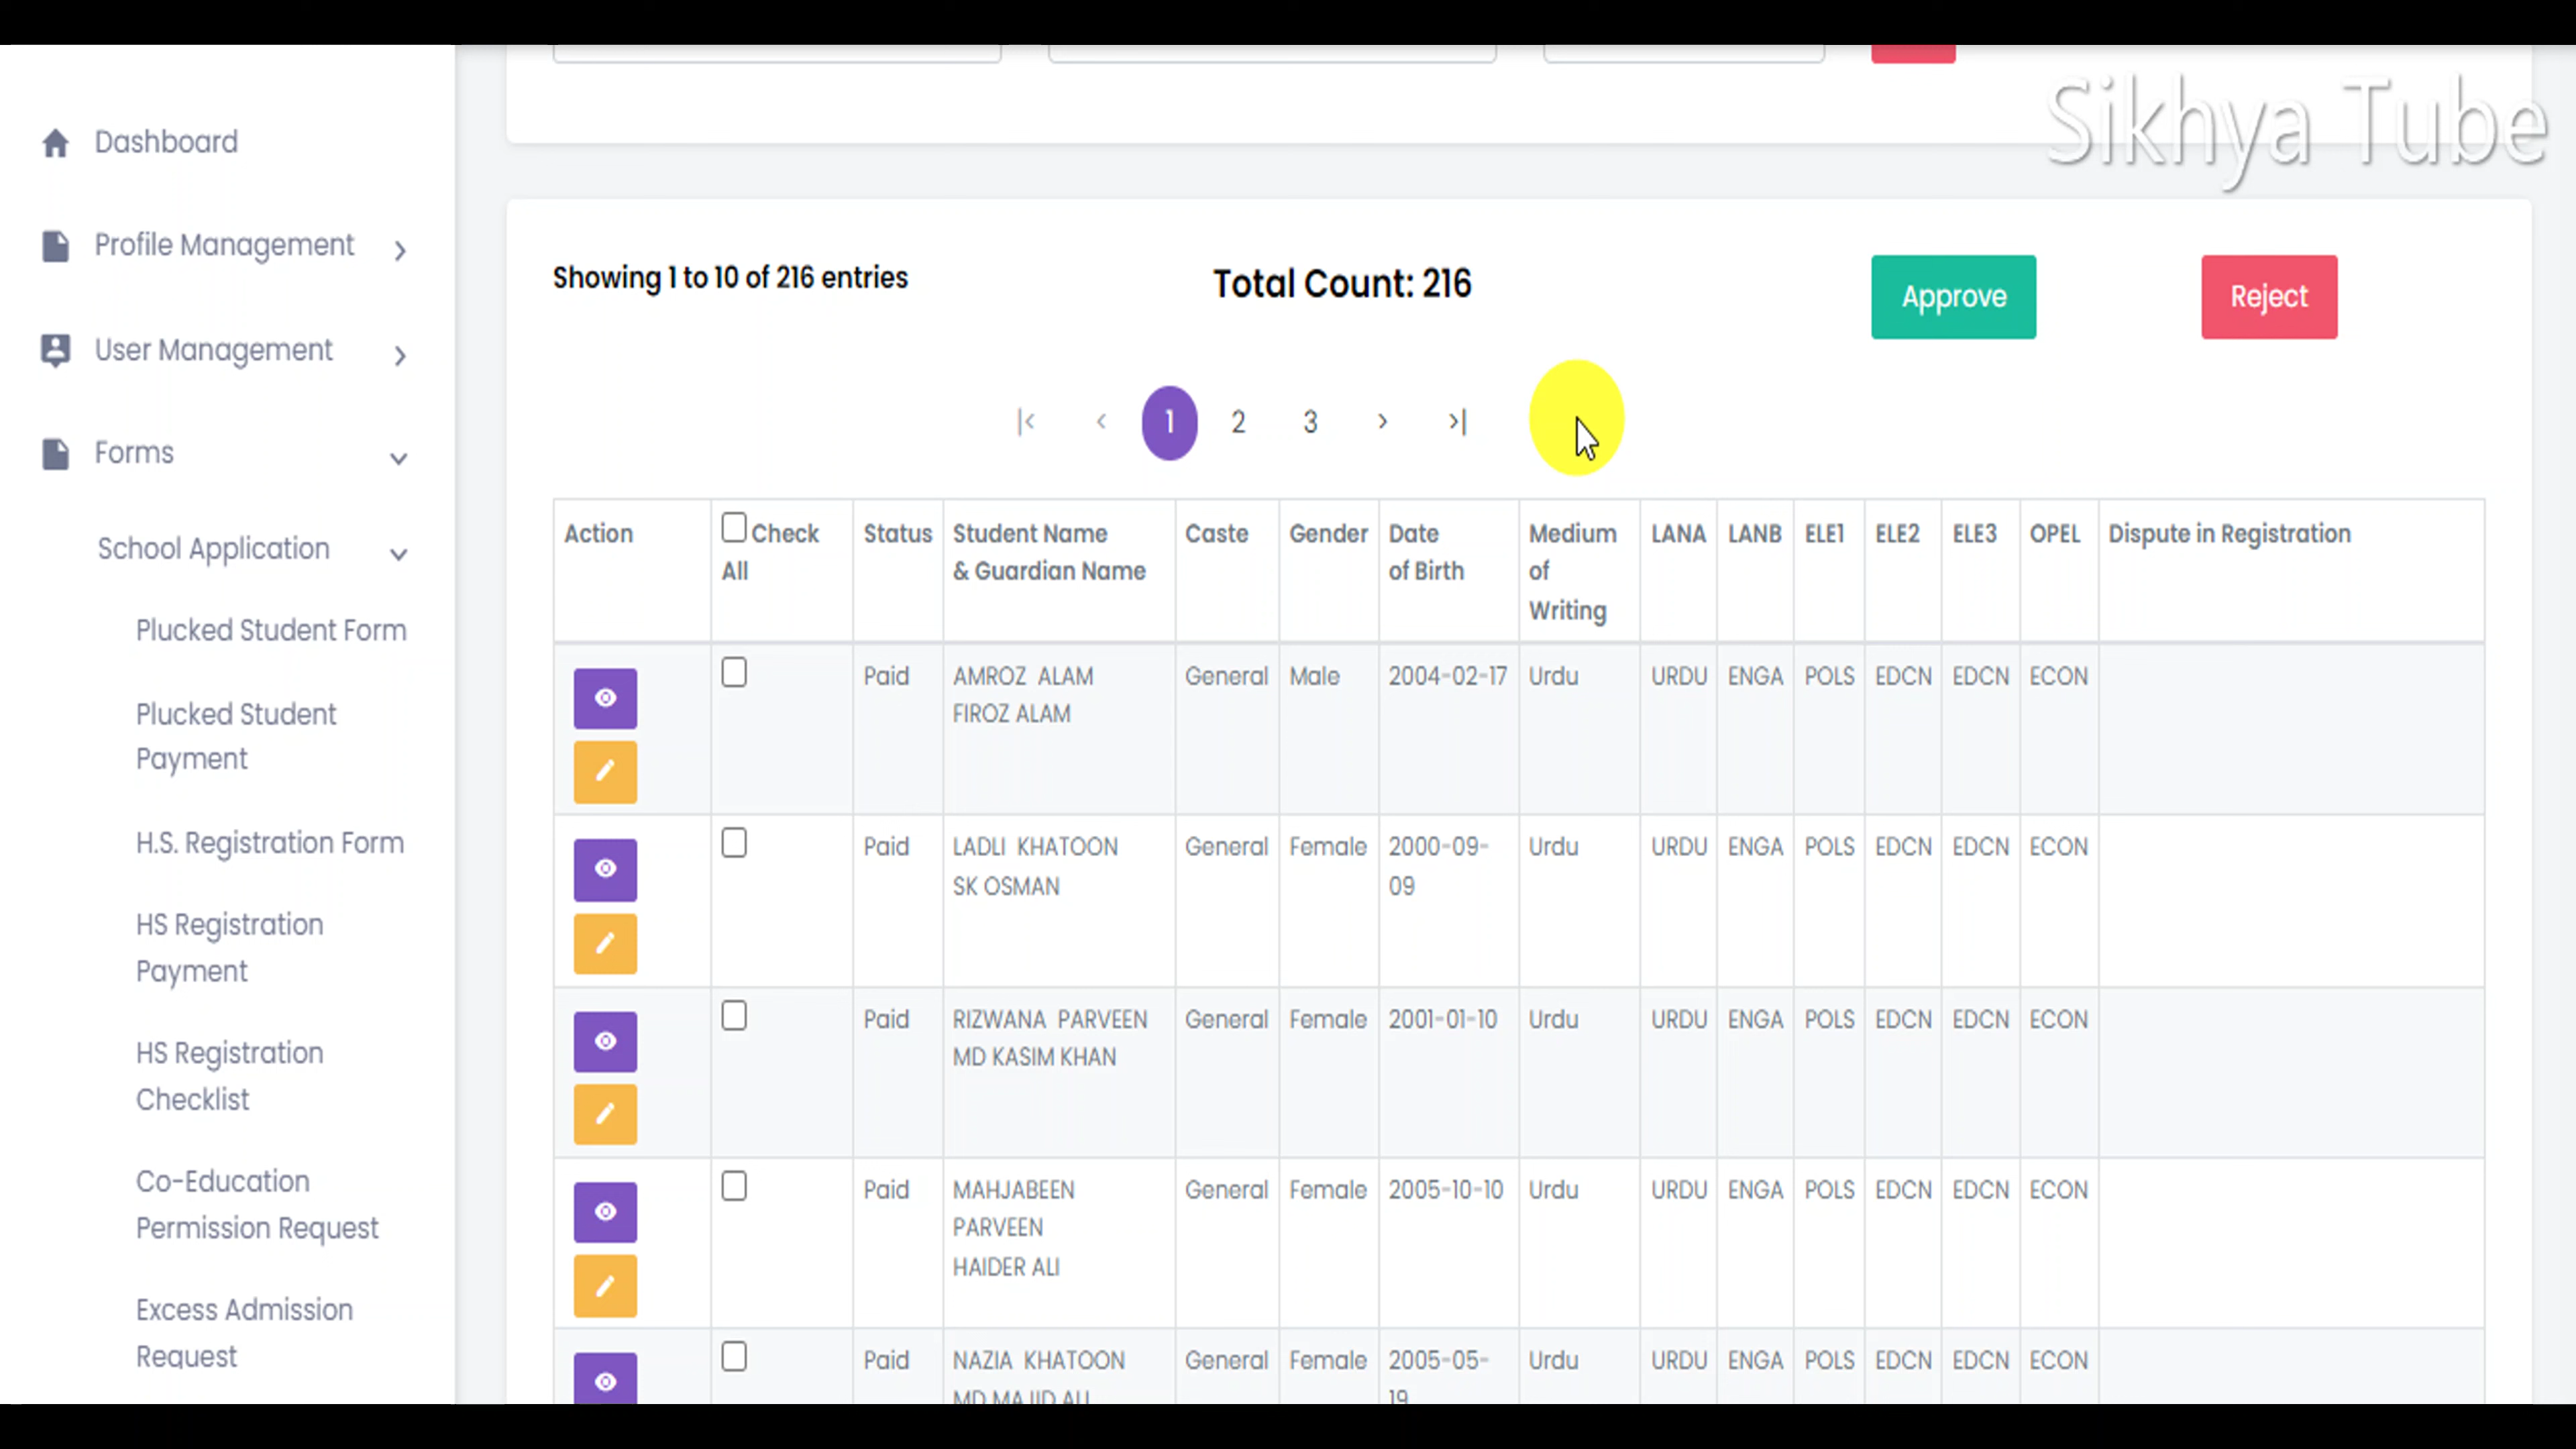 Sikhya Tube
Dashboard
Profile Management
User Management
Forms
School Application
Plucked Student Form
Plucked Student
Payment
H.S. Registration Form
HS Registration
Payment
HS Registration
Checklist
Co-Education
Permission Request
Excess Admission
Request
Showing 1 to 10 of 216 entries
Total Count: 216
Approve
Reject
|< < 1 2 3 > >|
Action Check All Status Student Name & Guardian Name Caste Gender Date of Birth Medium of Writing LANA LANB ELE1 ELE2 ELE3 OPEL Dispute in Registration
Paid AMROZ ALAM General Male 2004-02-17 Urdu URDU ENGA POLS EDCN EDCN ECON
FIROZ ALAM
Paid LADLI KHATOON General Female 2000-09- Urdu URDU ENGA POLS EDCN EDCN ECON
SK OSMAN 09
Paid RIZWANA PARVEEN General Female 2001-01-10 Urdu URDU ENGA POLS EDCN EDCN ECON
MD KASIM KHAN
Paid MAHJABEEN General Female 2005-10-10 Urdu URDU ENGA POLS EDCN EDCN ECON
PARVEEN
HAIDER ALI
Paid NAZIA KHATOON General Female 2005-05- Urdu URDU ENGA POLS EDCN EDCN ECON
MD MAJID ALI 19